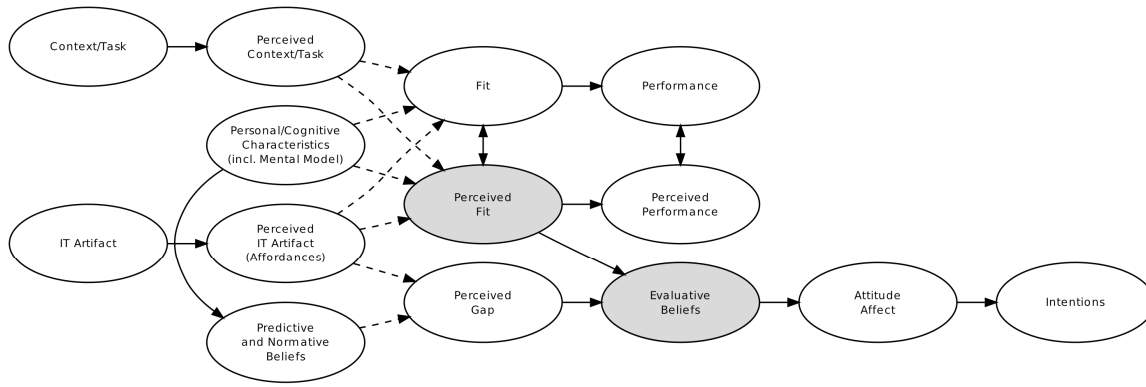 Context/Task
Perceived
Context/Task
Fit
Performance
Personal/Cognitive
Characteristics
(incl. Mental Model)
Perceived
Fit
Perceived
Performance
IT Artifact
Perceived
IT Artifact
(Affordances)
Perceived
Gap
Evaluative
Beliefs
Attitude
Affect
Intentions
Predictive
and Normative
Beliefs